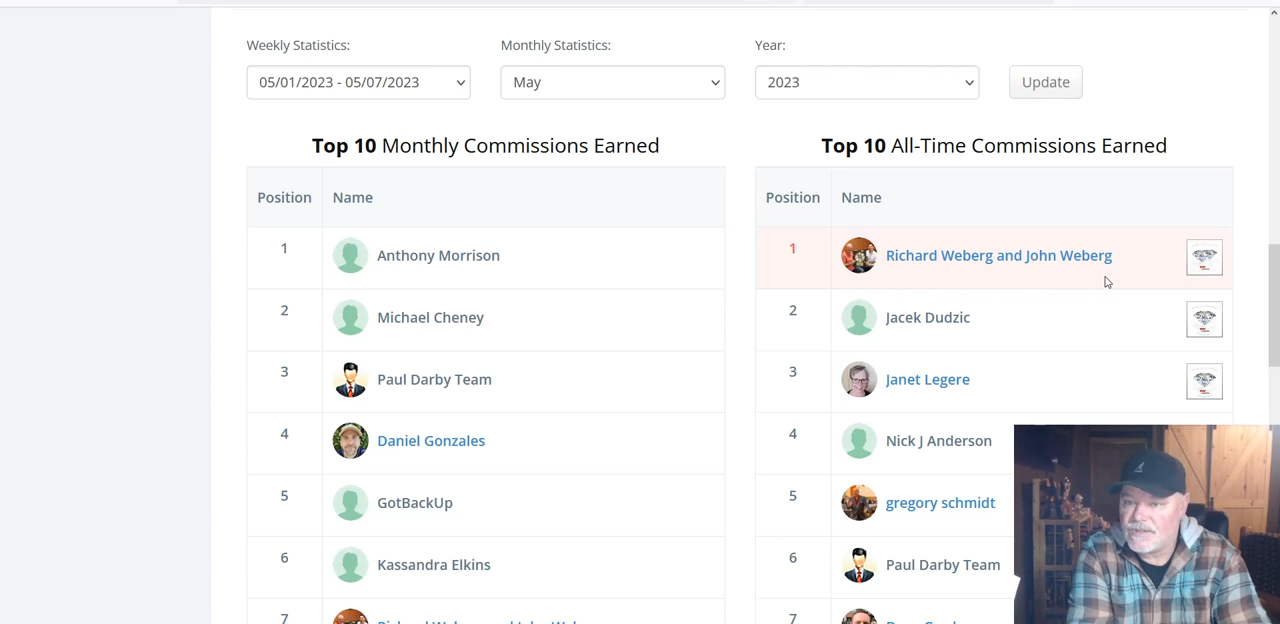 Weekly Statistics:
Monthly Statistics:
Year:
05/01/2023 - 05/07/2023
May
2023
Update
Top 10 Monthly Commissions Earned
Position
Name
1
Anthony Morrison
2
Michael Cheney
3
Paul Darby Team
4
Daniel Gonzales
5
GotBackUp
6
Kassandra Elkins
7
Top 10 All-Time Commissions Earned
Position
Name
1
Richard Weberg and John Weberg
2
Jacek Dudzic
3
Janet Legere
4
Nick J Anderson
5
gregory schmidt
6
Paul Darby Team
7